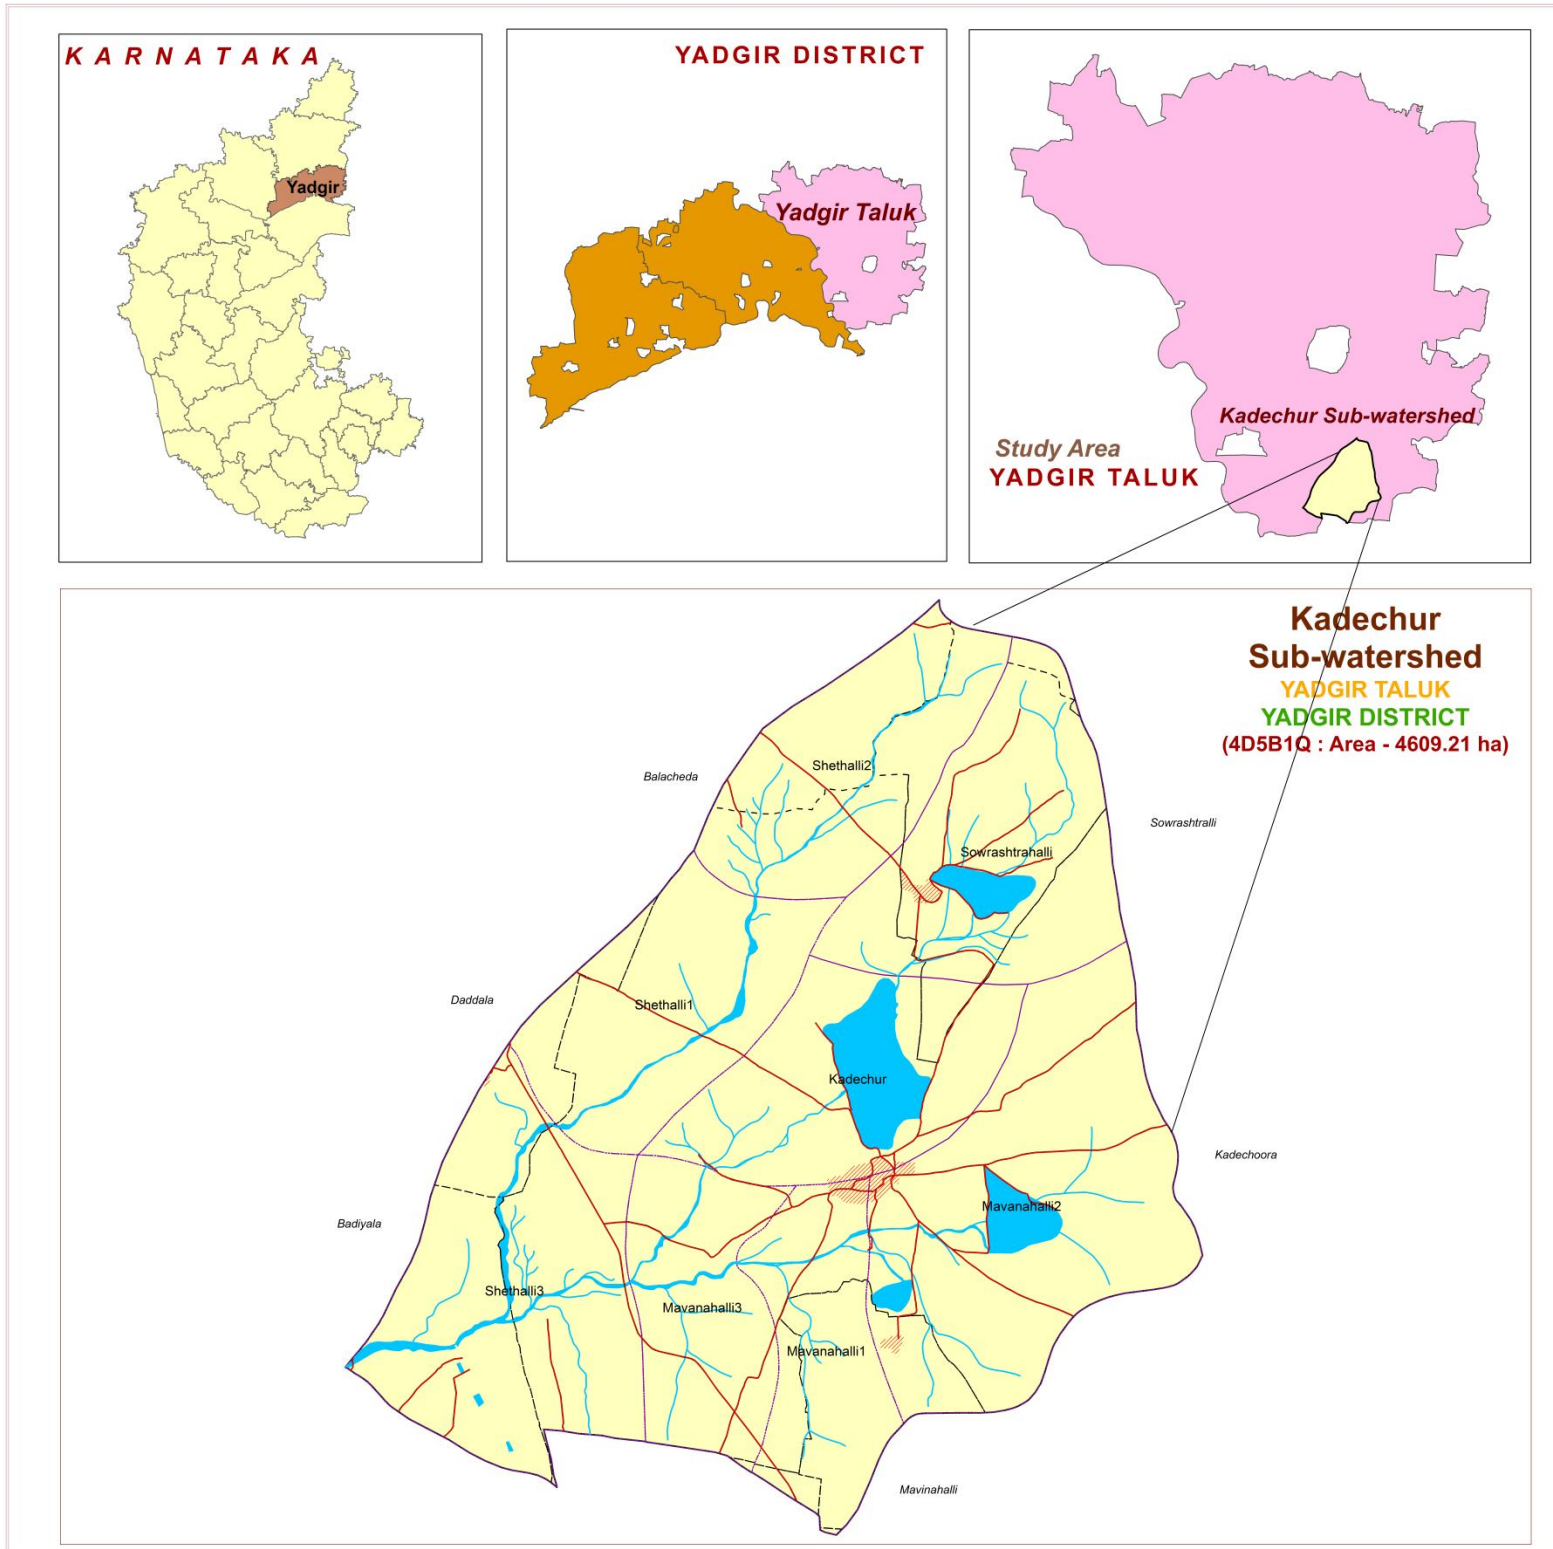 K A R N A T A K A
Yadgir
YADGIR DISTRICT
Yadgir Taluk
Kadechur Sub-watershed
Study Area
YADGIR TALUK
Kadechur
Sub-watershed
YADGIR TALUK
YADGIR DISTRICT
(4D5B1Q : Area - 4609.21 ha)
Shethalli2
Balacheda
Sowrashtralli
Sowrashtrahalli
Daddala
Shethalli1
Kadechur
Kadechoora
Mavanahalli2
Badiyala
Shethalli3
Mavanahalli3
Mavanahalli1
Mavinahalli